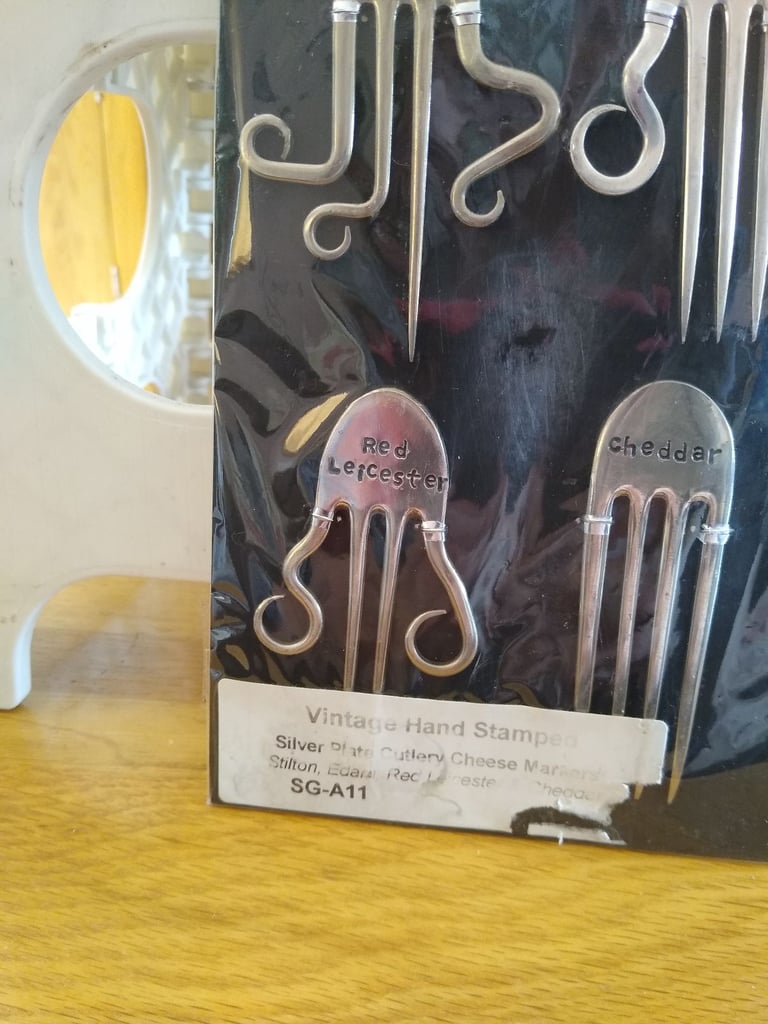 Red
Leicester
Cheddar
Vintage Hand Stamped
Silver Plate Cutlery Cheese Markers
Stilton, Edam, Red Leicester, Cheddar
SG-A11